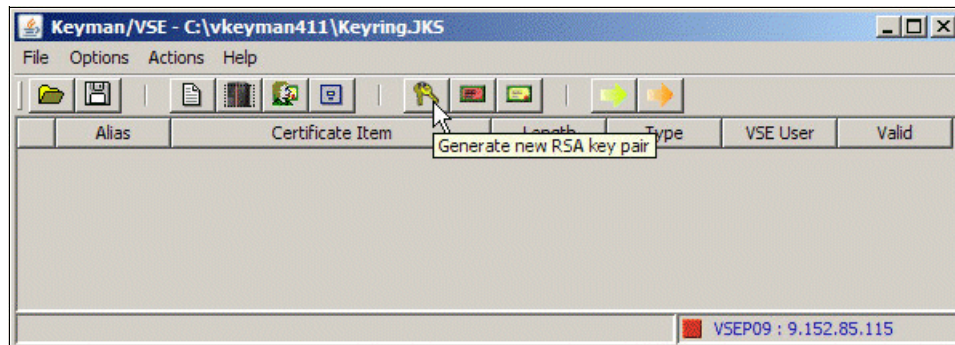 Keyman/VSE - C:\vkeyman411\Keyring.JKS
File Options Actions Help
Alias Certificate Item Length Type VSE User Valid
Generate new RSA key pair
VSEP09 : 9.152.85.115